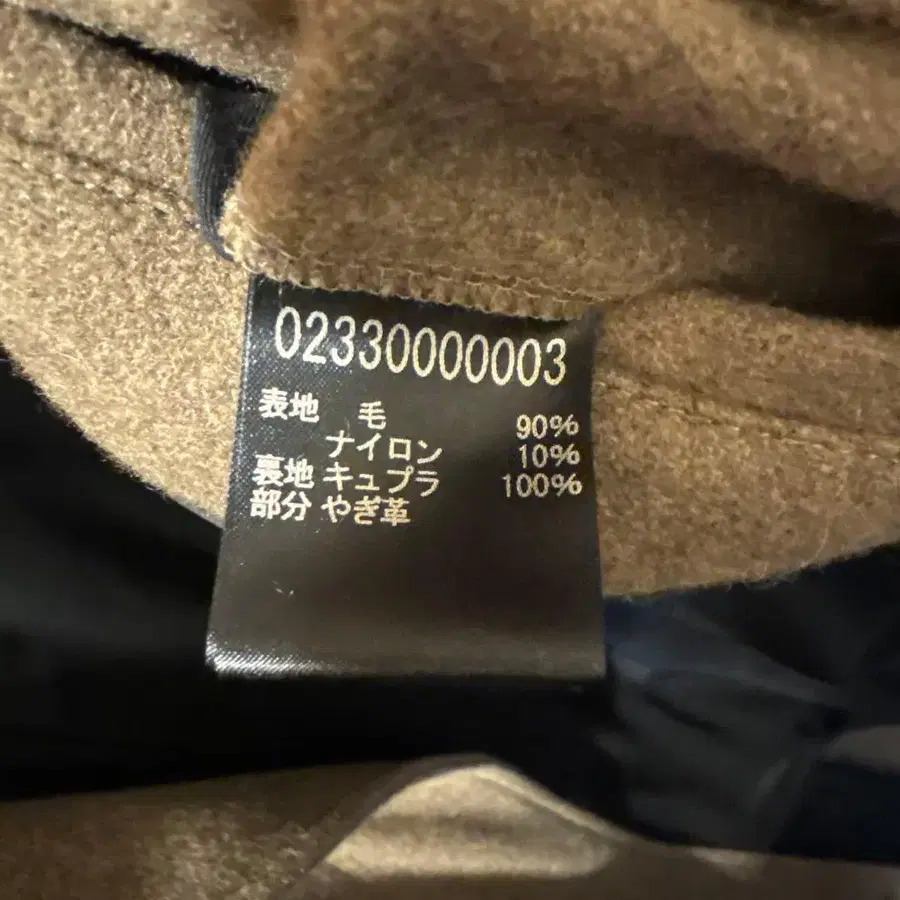 02330000003
表地 毛 90%
ナイロン 10%
裏地 キュプラ 100%
部分 やぎ革